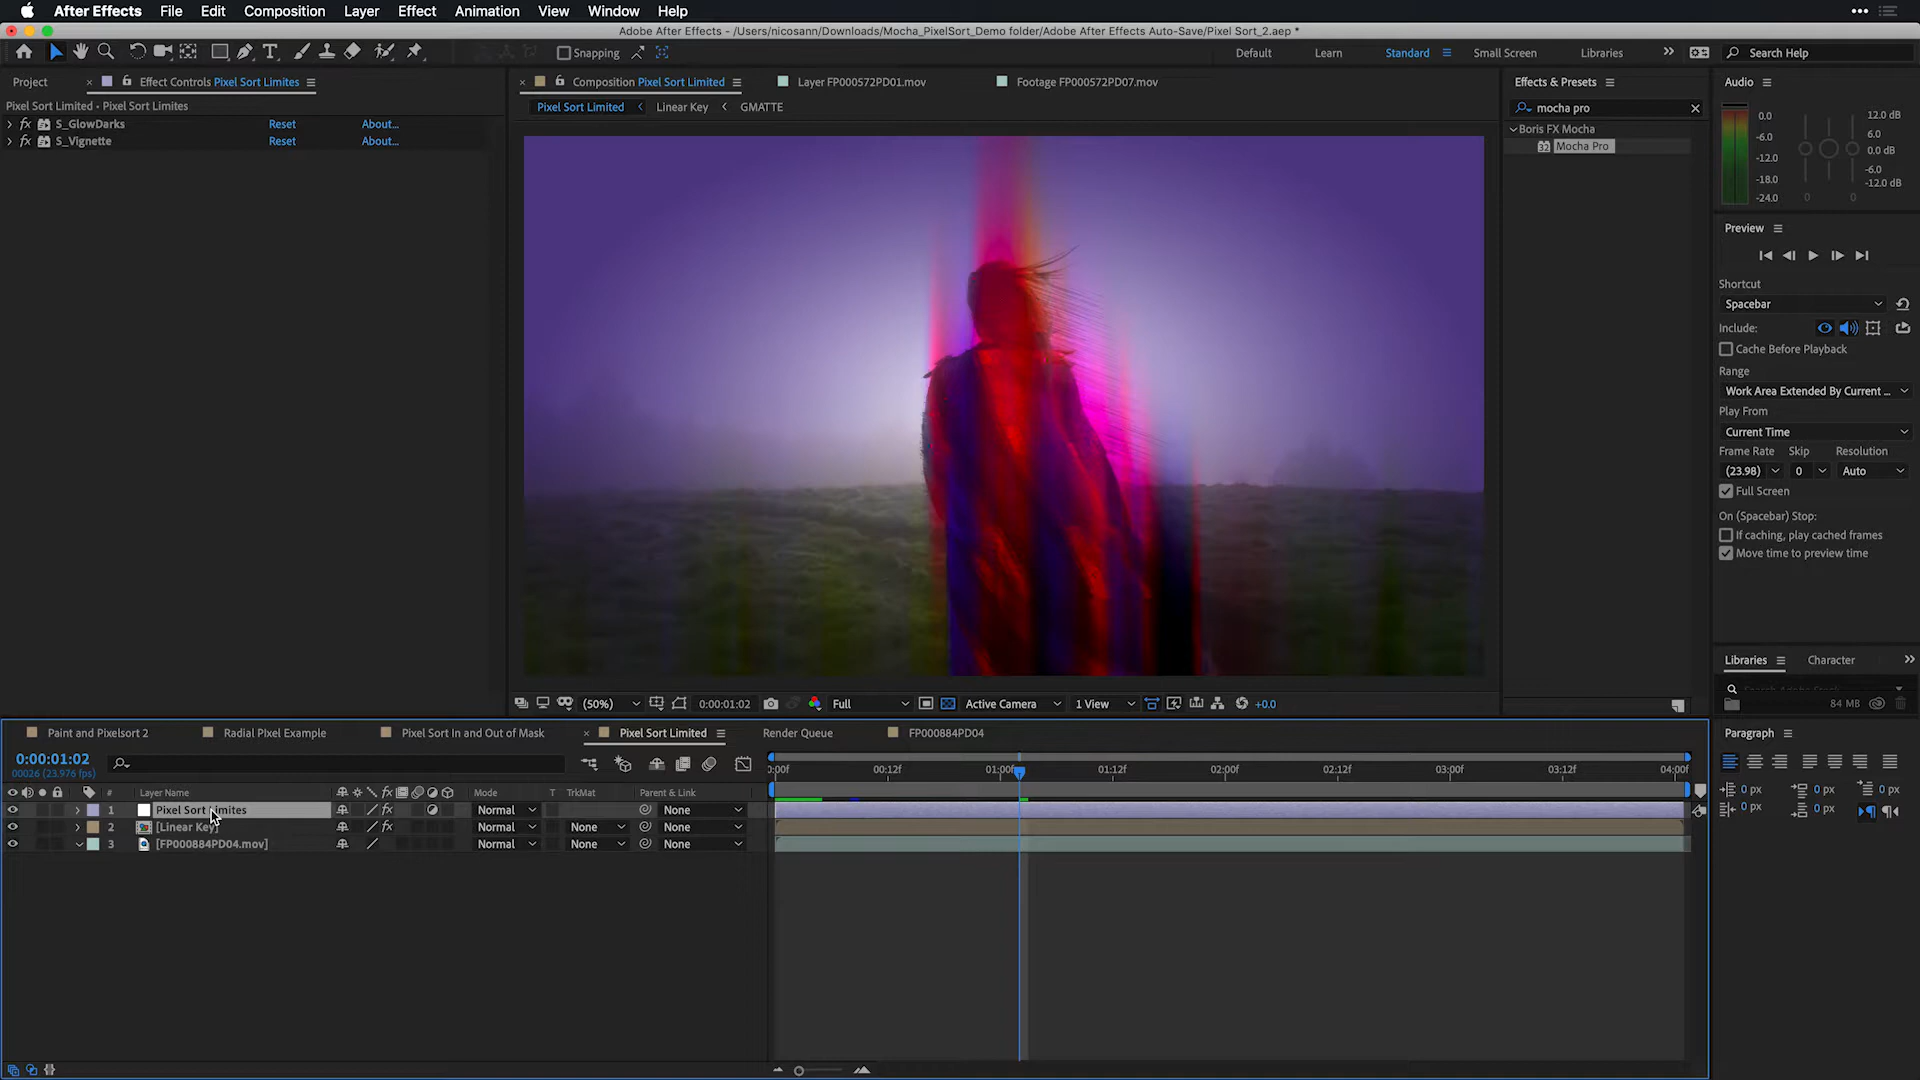 After Effects File Edit Composition Layer Effect Animation View Window Help
Adobe After Effects - /Users/nicosann/Downloads/Mocha_PixelSort_Demo folder/Adobe After Effects Auto-Save/Pixel Sort_2.aep *
Snapping Default Learn Standard Small Screen Libraries Search Help
Project Effect Controls Pixel Sort Limites Composition Pixel Sort Limited Layer FP000572PD01.mov Footage FP000572PD07.mov Effects & Presets Audio
Pixel Sort Limited - Pixel Sort Limites Pixel Sort Limited Linear Key GMATTE mocha pro
fx S_GlowDarks Reset About...
fx S_Vignette Reset About...
Boris FX Mocha
32 Mocha Pro
0.0 12.0 dB
-6.0 6.0
-12.0 0.0 dB
-18.0 -6.0
-24.0 -12.0 dB
0 0
Preview
Shortcut
Spacebar
Include:
Cache Before Playback
Range
Work Area Extended By Current ...
Play From
Current Time
Frame Rate Skip Resolution
(23.98) 0 Auto
Full Screen
On (Spacebar) Stop:
If caching, play cached frames
Move time to preview time
Libraries Character
84 MB
Paragraph
0 px 0 px 0 px
0 px 0 px
(50%) 0:00:01:02 Full Active Camera 1 View +0.0
Paint and Pixelsort 2 Radial Pixel Example Pixel Sort In and Out of Mask Pixel Sort Limited Render Queue FP000884PD04
0:00:01:02
00026 (23.976 fps)
:00f 00:12f 01:00f 01:12f 02:00f 02:12f 03:00f 03:12f 04:00f
# Layer Name fx Mode T TrkMat Parent & Link
1 Pixel Sort Limites fx Normal None
2 [Linear Key] fx Normal None None
3 [FP000884PD04.mov] Normal None None